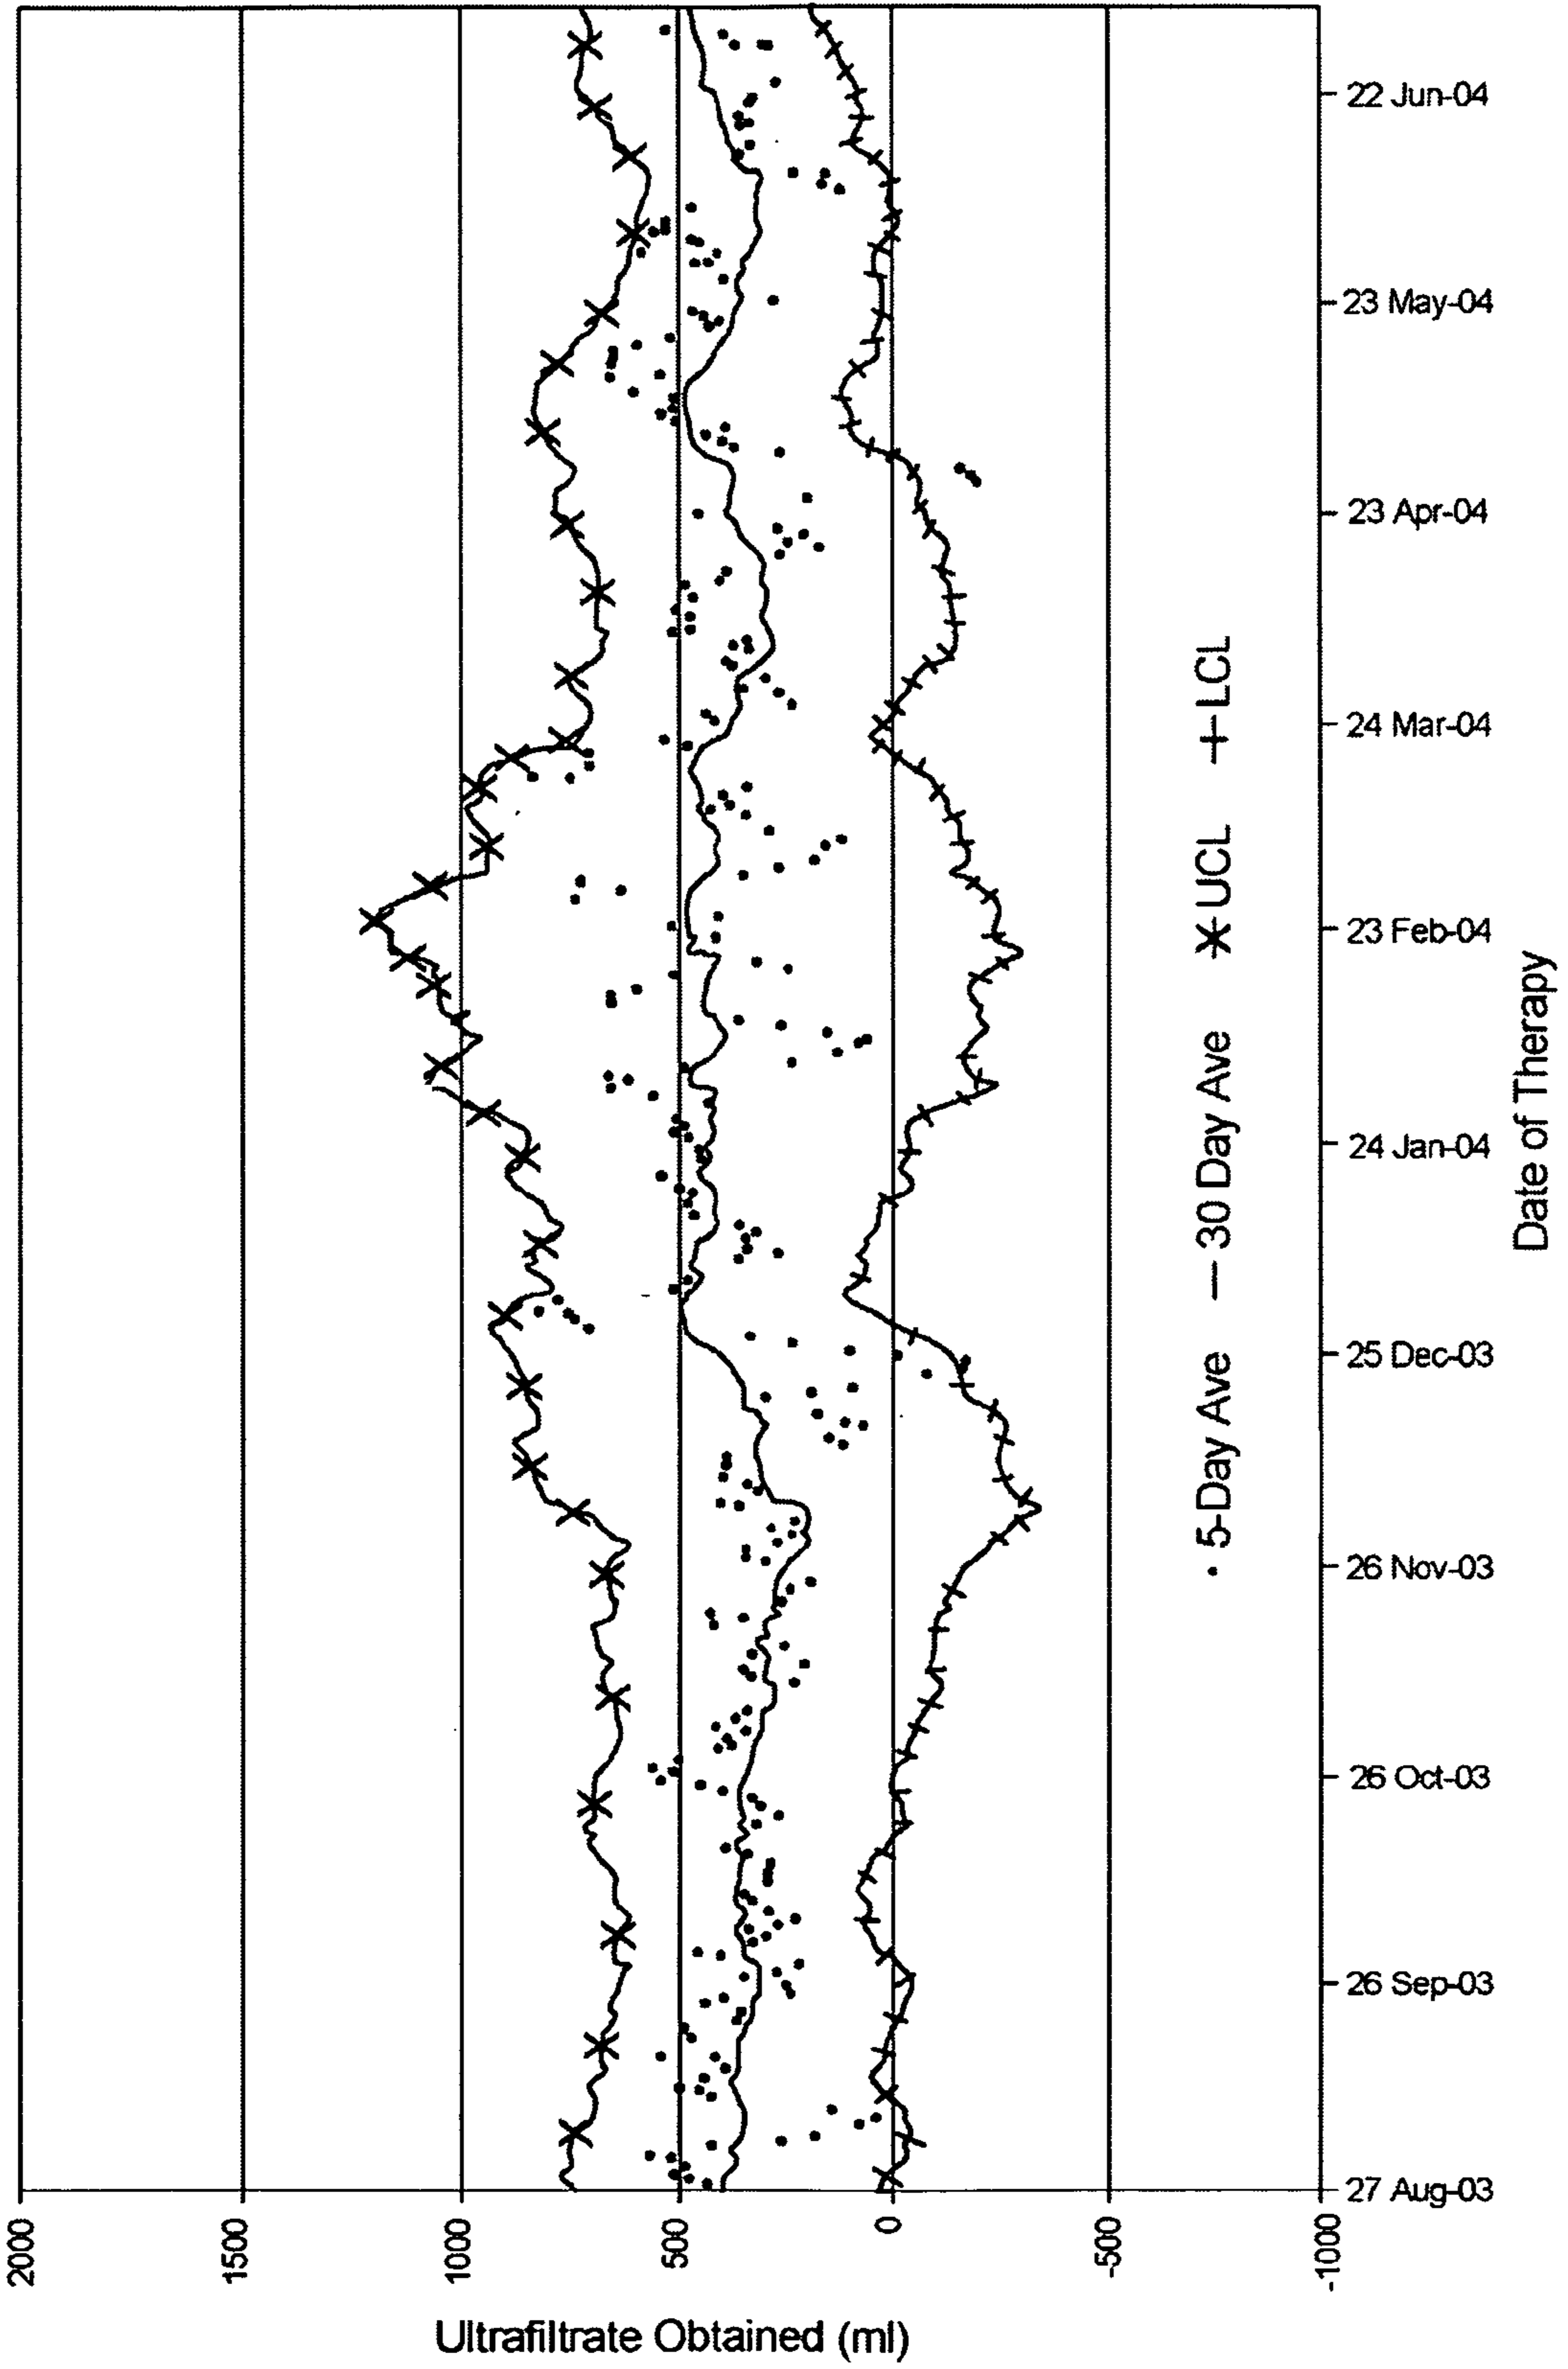 Ultrafiltrate Obtained (ml)
2000
1500
1000
500
0
-500
-1000
27 Aug-03
26 Sep-03
26 Oct-03
26 Nov-03
25 Dec-03
24 Jan-04
23 Feb-04
24 Mar-04
23 Apr-04
23 May-04
22 Jun-04
5-Day Ave 30 Day Ave UCL LCL
Date of Therapy